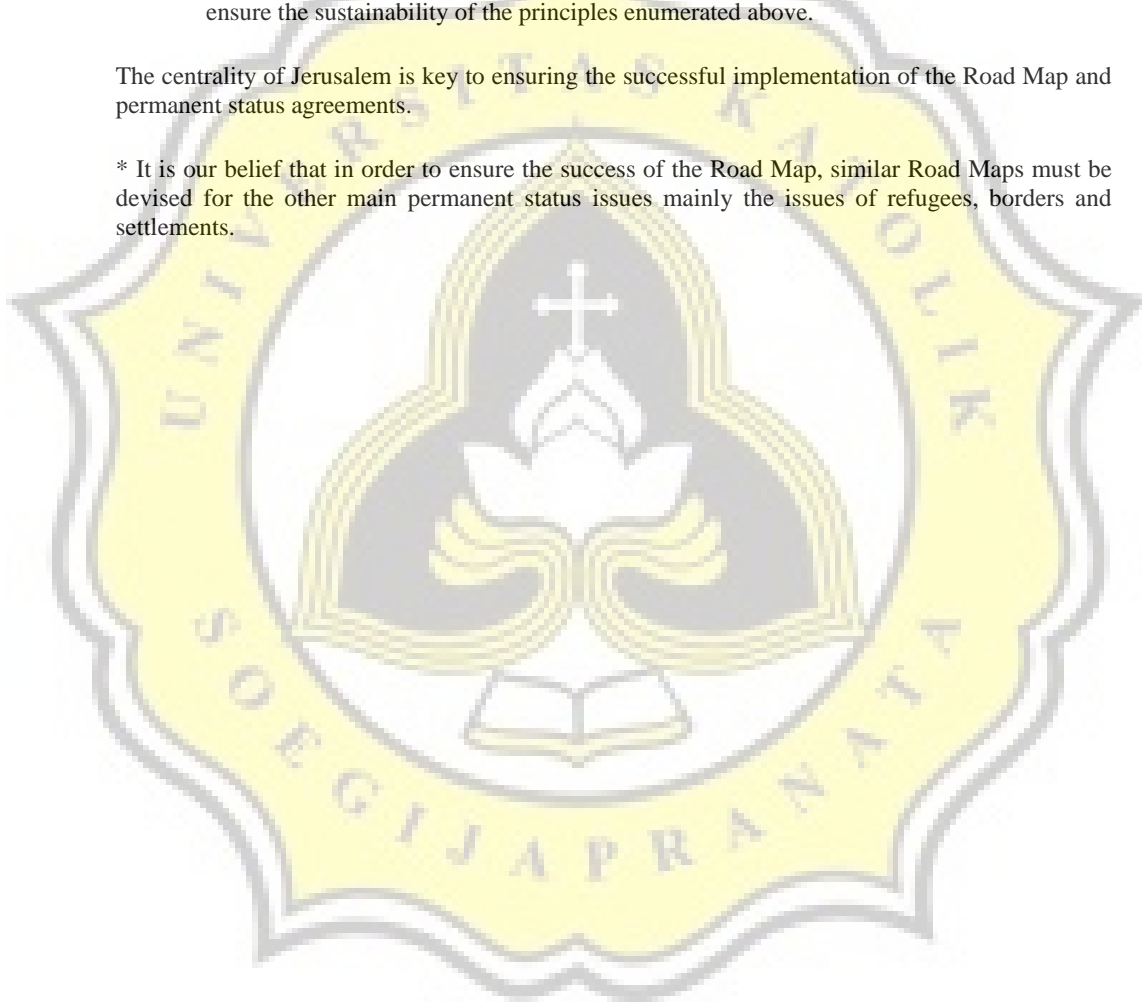 ensure the sustainability of the principles enumerated above.
The centrality of Jerusalem is key to ensuring the successful implementation of the Road Map and
permanent status agreements.
* It is our belief that in order to ensure the success of the Road Map, similar Road Maps must be
devised for the other main permanent status issues mainly the issues of refugees, borders and
settlements.
UNIVERSITAS KATOLIK
SOEGIJAPRANATA